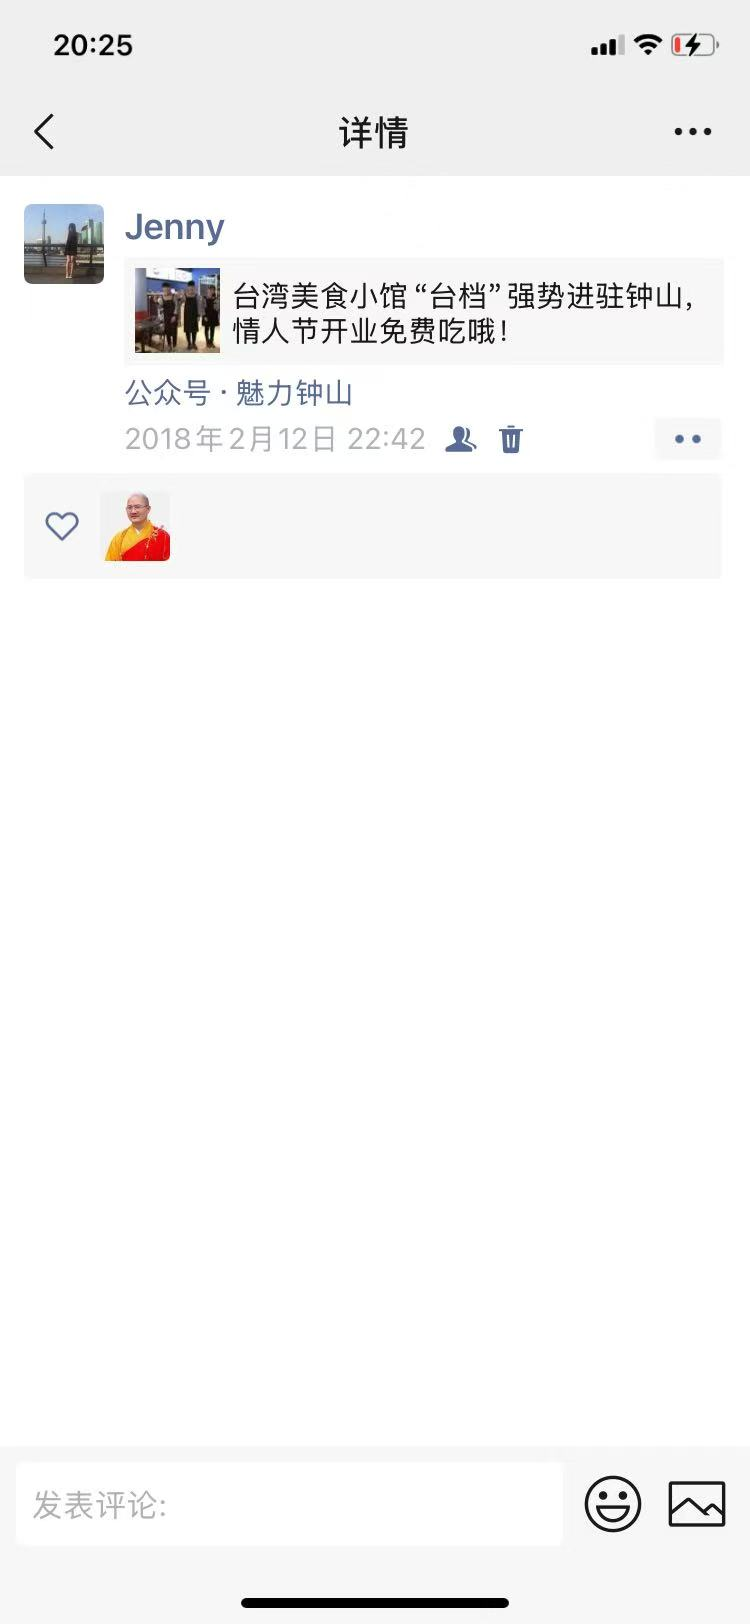 20:25
详情
Jenny
台湾美食小馆“台档”强势进驻钟山,
情人节开业免费吃哦！
公众号 · 魅力钟山
2018年2月12日 22:42
发表评论: